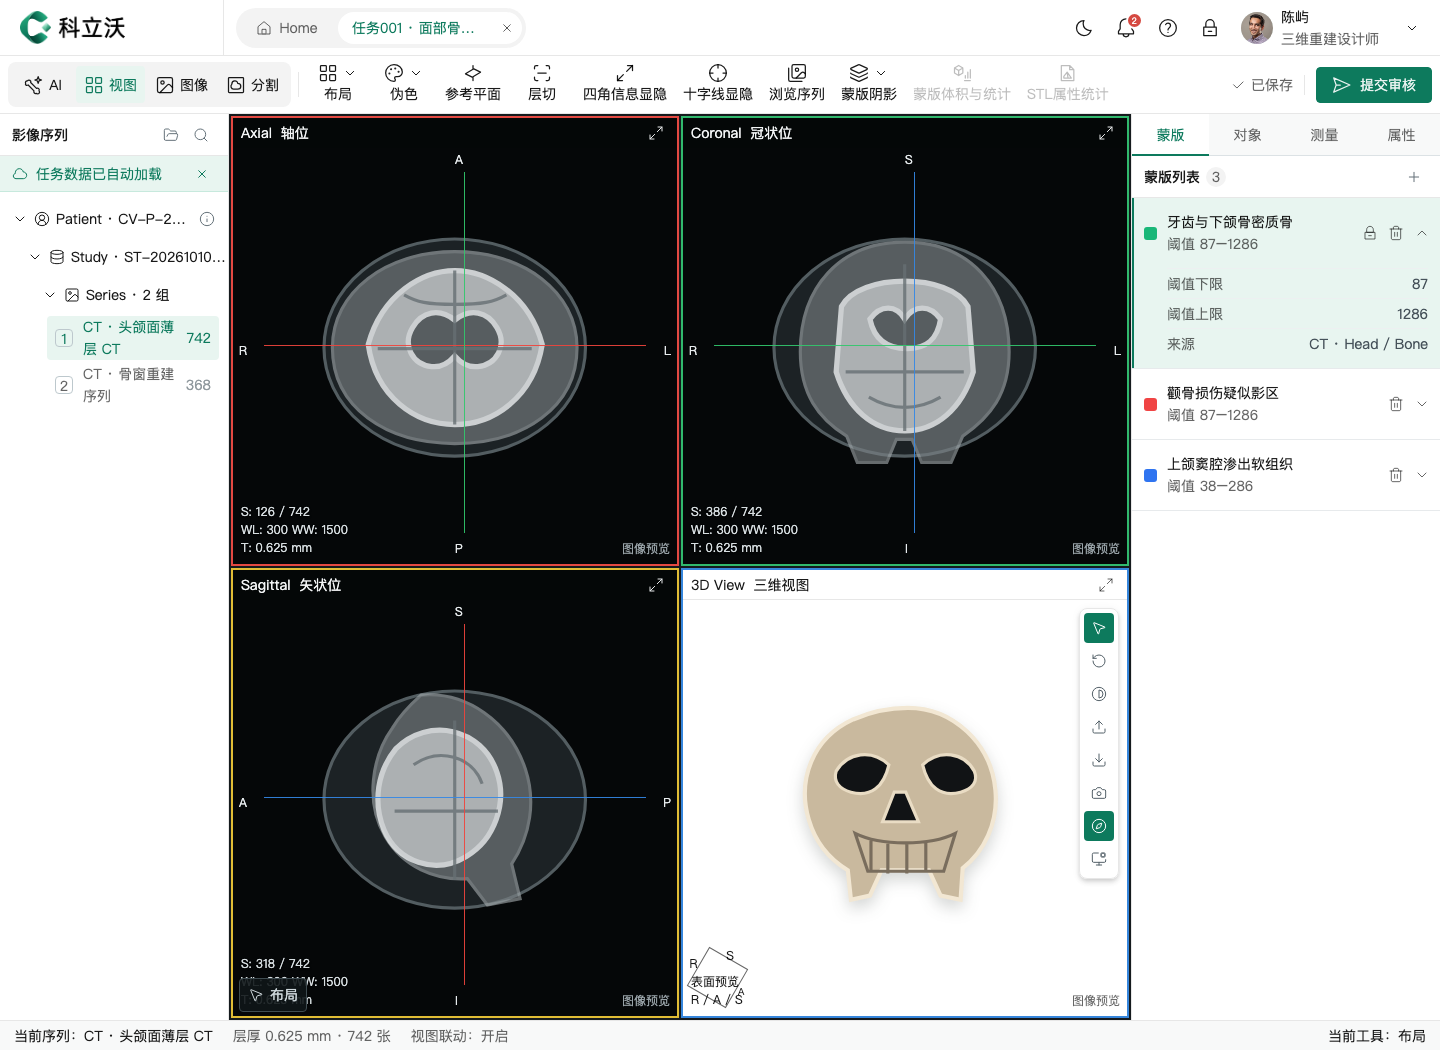 科立沃
Home
任务001 · 面部骨...
2
陈屿
三维重建设计师
AI
视图
图像
分割
布局
伪色
参考平面
层切
四角信息显隐
十字线显隐
浏览序列
蒙版阴影
蒙版体积与统计
STL属性统计
已保存
提交审核
影像序列
任务数据已自动加载
Patient · CV-P-2...
Study · ST-20261010...
Series · 2 组
1
CT · 头颌面薄
层 CT
742
2
CT · 骨窗重建
序列
368
Axial 轴位
A
R
L
S: 126 / 742
WL: 300 WW: 1500
T: 0.625 mm
P
图像预览
Coronal 冠状位
S
R
L
S: 386 / 742
WL: 300 WW: 1500
T: 0.625 mm
I
图像预览
Sagittal 矢状位
S
A
P
S: 318 / 742
WL: 300 WW: 1500
布局
I
图像预览
3D View 三维视图
S
R
表面预览
A
R / A / S
图像预览
蒙版
对象
测量
属性
蒙版列表 3
牙齿与下颌骨密质骨
阈值 87–1286
阈值下限 87
阈值上限 1286
来源 CT · Head / Bone
颧骨损伤疑似影区
阈值 87–1286
上颌窦腔渗出软组织
阈值 38–286
当前序列: CT · 头颌面薄层 CT
层厚 0.625 mm · 742 张
视图联动: 开启
当前工具: 布局